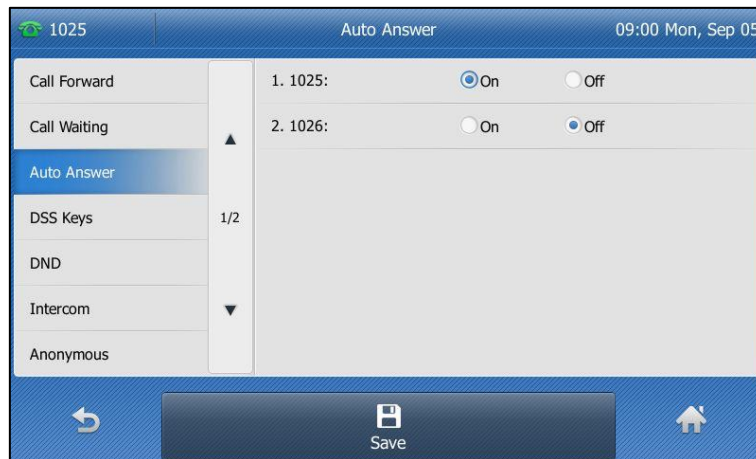 1025 Auto Answer 09:00 Mon, Sep 05
Call Forward
Call Waiting
Auto Answer
DSS Keys
DND
Intercom
Anonymous
1/2
1. 1025: On Off
2. 1026: On Off
Save